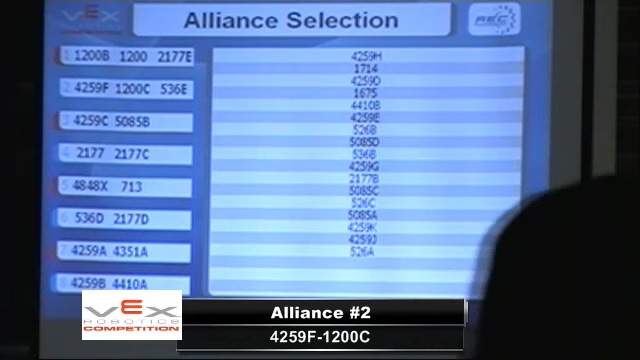 VEX
COMPETITION
Alliance Selection
REC
1 1200B 1200 2177E
2 4259F 1200C 536E
3 4259C 5085B
4 2177 2177C
5 4848X 713
6 536D 2177D
7 4259A 4351A
8 4259B 4410A
4259H
1714
4259D
1675
4410B
4259E
526B
5085D
536B
4259G
2177B
5085C
526C
5085A
4259K
4259J
526A
VEX
ROBOTICS
COMPETITION
Alliance #2
4259F-1200C